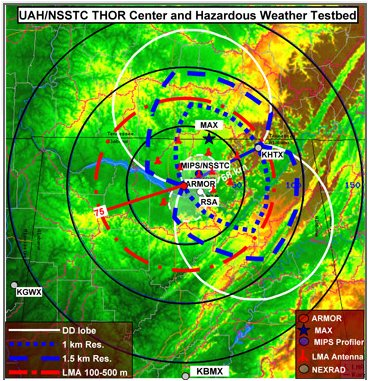 UAH/NSSTC THOR Center and Hazardous Weather Testbed
MAX
KHTX
MIPS/NSSTC
ARMOR
RSA
100
150
75
KGWX
KBMX
DD lobe
1 km Res.
1.5 km Res.
LMA 100-500 m
ARMOR
MAX
MIPS Profiler
LMA Antenna
NEXRAD